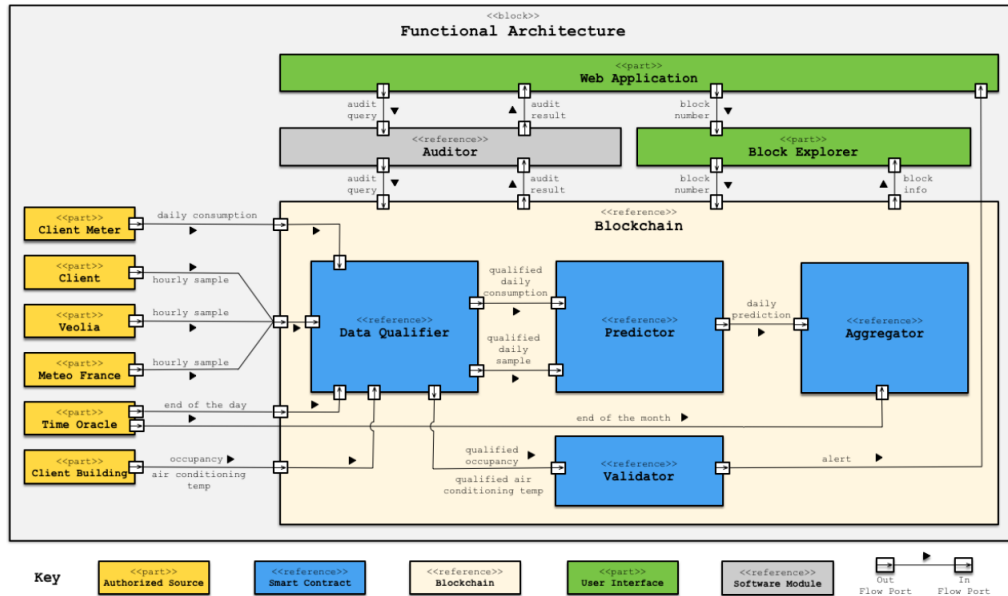 <<block>>
Functional Architecture
<<part>>
Web Application
audit
query
audit
result
block
number
<<reference>>
Auditor
<<part>>
Block Explorer
audit
query
audit
result
block
number
block
info
<<reference>>
Blockchain
<<part>>
Client Meter
daily consumption
<<part>>
Client
hourly sample
<<part>>
Veolia
hourly sample
<<part>>
Meteo France
hourly sample
<<part>>
Time Oracle
end of the day
<<part>>
Client Building
occupancy
air conditioning
temp
<<reference>>
Data Qualifier
qualified
daily
consumption
qualified
daily
sample
<<reference>>
Predictor
daily
prediction
<<reference>>
Aggregator
end of the month
qualified
occupancy
qualified air
conditioning temp
<<reference>>
Validator
alert
Key
<<part>>
Authorized Source
<<reference>>
Smart Contract
<<reference>>
Blockchain
<<part>>
User Interface
<<reference>>
Software Module
Out
Flow Port
In
Flow Port